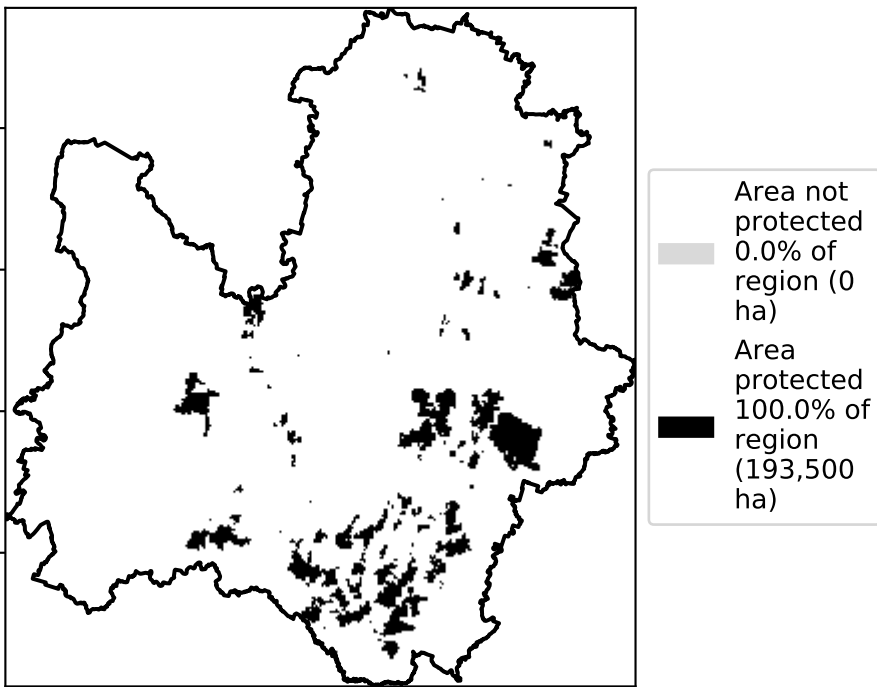 Area not
protected
0.0% of
region (0
ha)
Area
protected
100.0% of
region
(193,500
ha)